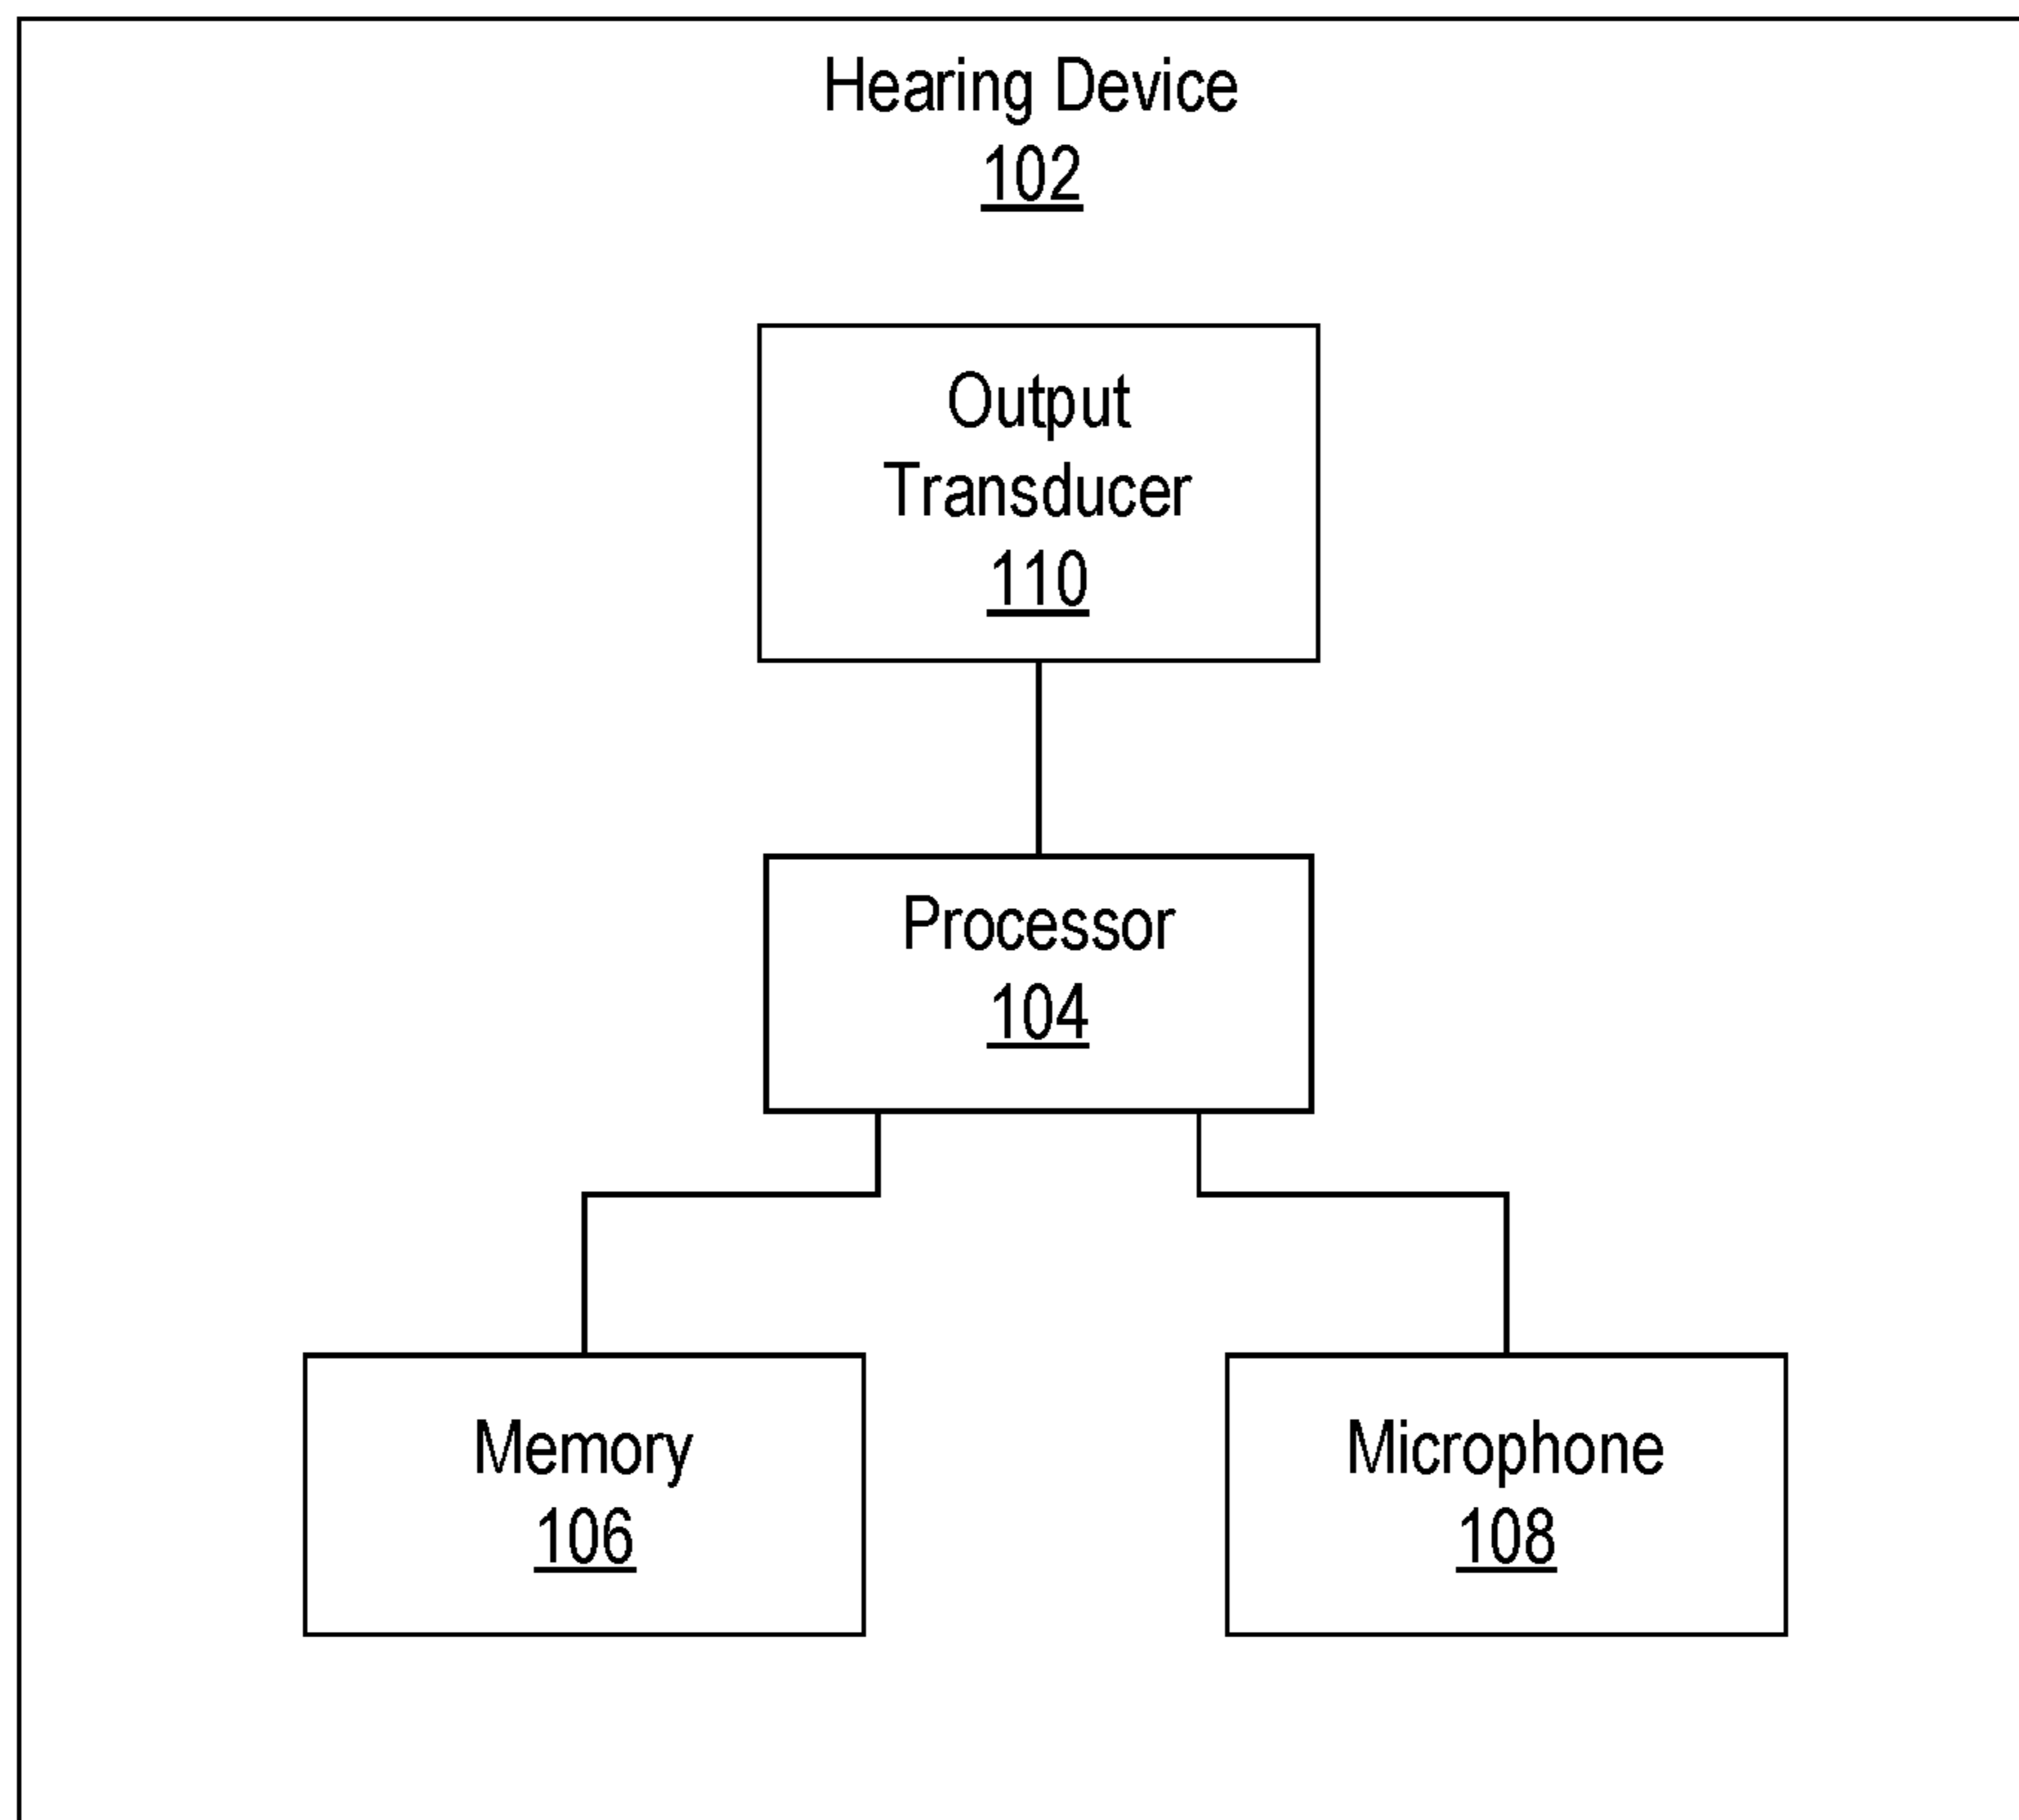 Hearing Device
102
Output
Transducer
110
Processor
104
Memory
106
Microphone
108